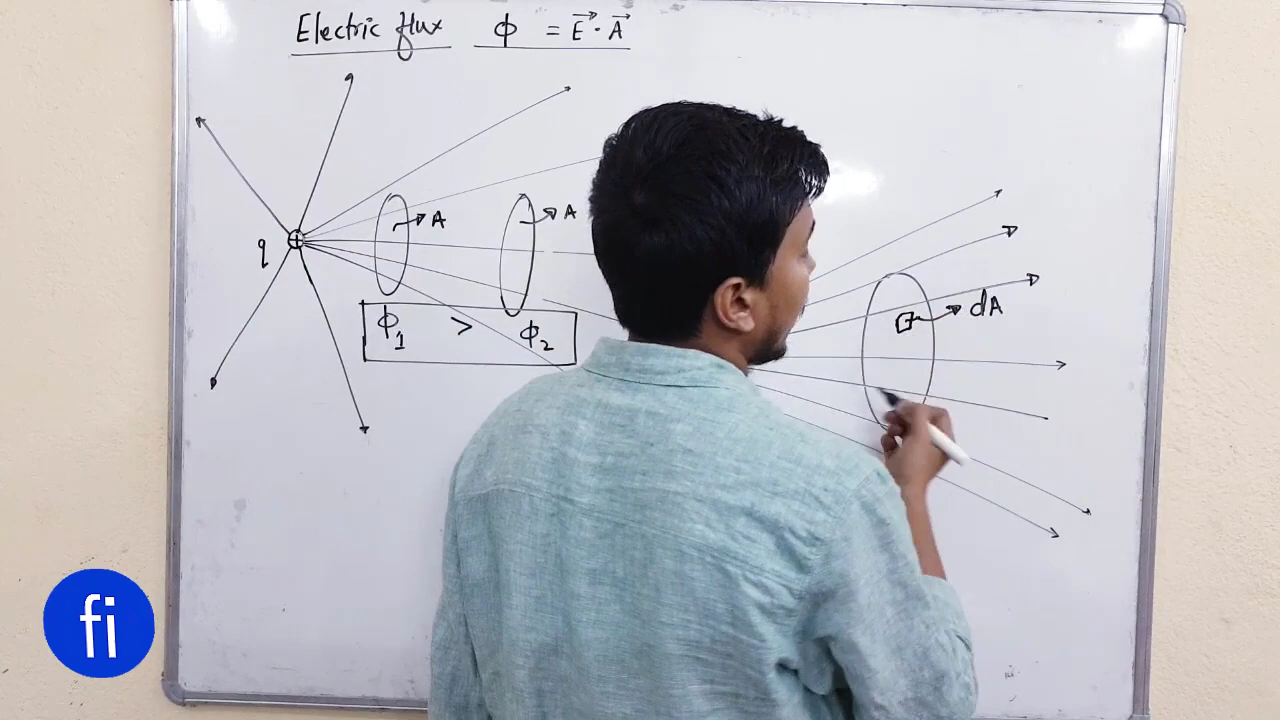 Electric flux ϕ = E⃗ · A⃗
A
A
q
ϕ₁ > ϕ₂
dA
fi